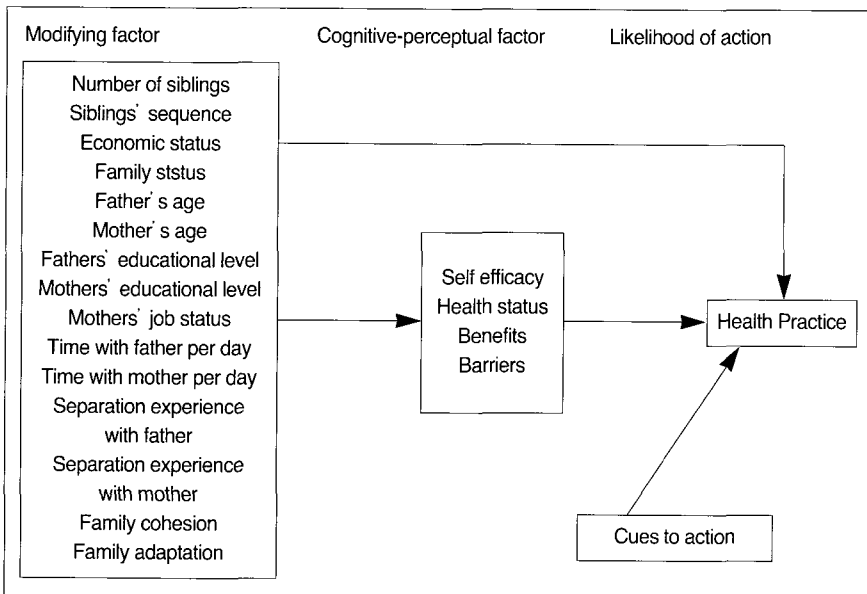 Modifying factor
Cognitive-perceptual factor
Likelihood of action
Number of siblings
Siblings' sequence
Economic status
Family ststus
Father's age
Mother's age
Fathers' educational level
Mothers' educational level
Mothers' job status
Time with father per day
Time with mother per day
Separation experience
with father
Separation experience
with mother
Family cohesion
Family adaptation
Self efficacy
Health status
Benefits
Barriers
Health Practice
Cues to action